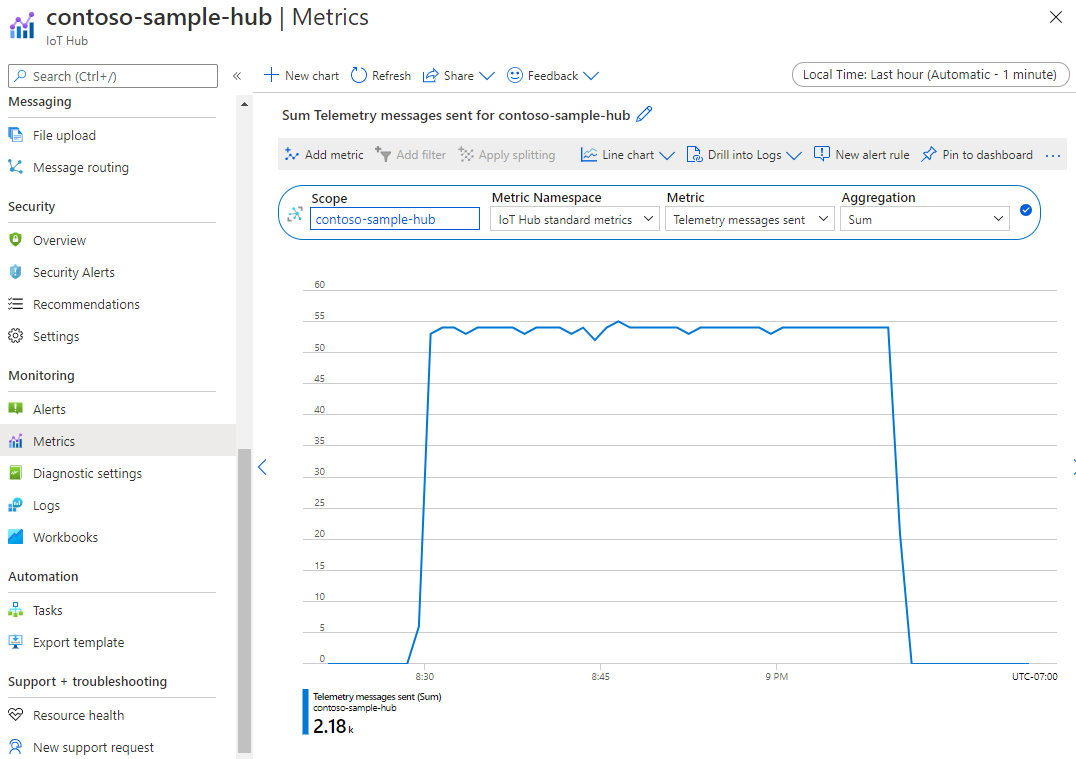 contoso-sample-hub | Metrics
IoT Hub
Search (Ctrl+/)
«
New chart
Refresh
Share
Feedback
Local Time: Last hour (Automatic - 1 minute)
Messaging
File upload
Message routing
Security
Overview
Security Alerts
Recommendations
Settings
Monitoring
Alerts
Metrics
Diagnostic settings
Logs
Workbooks
Automation
Tasks
Export template
Support + troubleshooting
Resource health
New support request
Sum Telemetry messages sent for contoso-sample-hub
Add metric
Add filter
Apply splitting
Line chart
Drill into Logs
New alert rule
Pin to dashboard
...
Scope
contoso-sample-hub
Metric Namespace
IoT Hub standard metrics
Metric
Telemetry messages sent
Aggregation
Sum
60
55
50
45
40
35
30
25
20
15
10
5
0
8:30
8:45
9 PM
UTC-07:00
Telemetry messages sent (Sum)
contoso-sample-hub
2.18 k